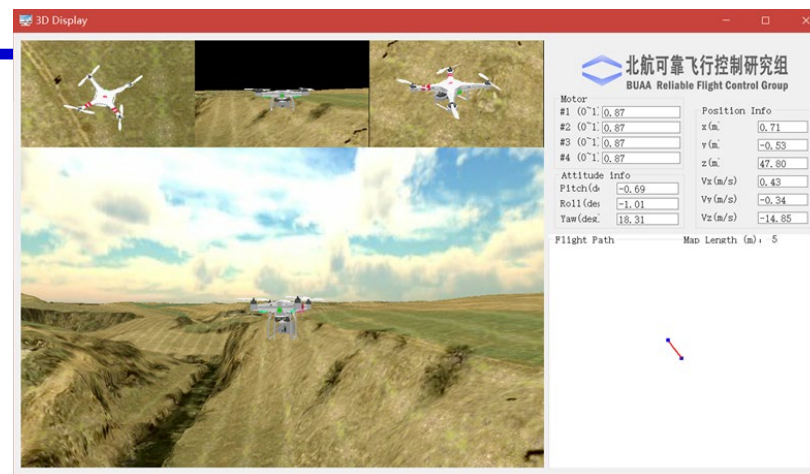 3D Display
北航可靠飞行控制研究组
BUAA Reliable Flight Control Group
Motor
#1 (0~1) 0.87
#2 (0~1) 0.87
#3 (0~1) 0.87
#4 (0~1) 0.87
Attitude info
Pitch(de -0.69
Roll(des -1.01
Yaw(deg. 18.31
Position Info
x(m. 0.71
y(m. -0.53
z(m. 47.80
Vx(m/s) 0.43
Vy(m/s) -0.34
Vz(m/s) -14.85
Flight Path
Map Length (m): 5